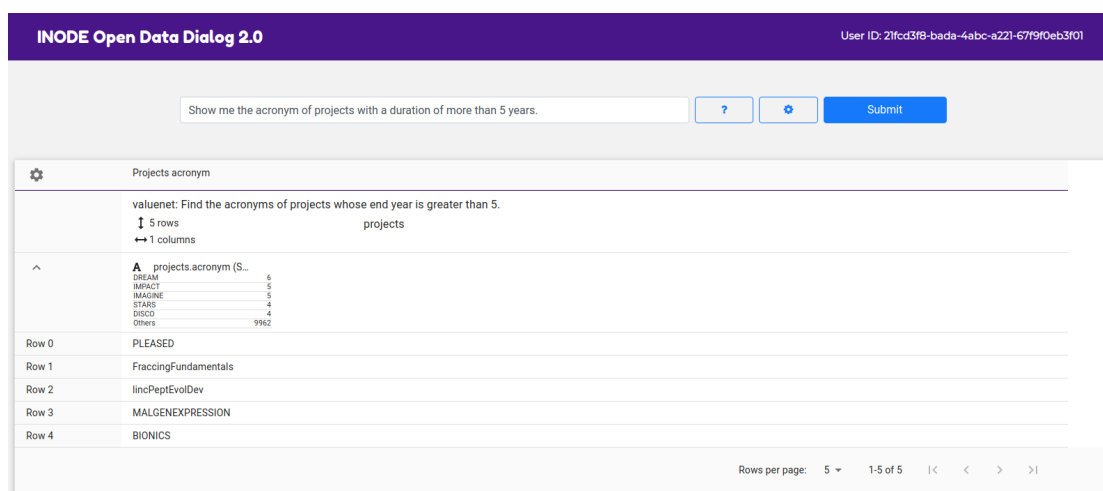 INODE Open Data Dialog 2.0
User ID: 21fcd3f8-bada-4abc-a221-67f9f0eb3f01
Show me the acronym of projects with a duration of more than 5 years.
?
Submit
Projects acronym
valuenet: Find the acronyms of projects whose end year is greater than 5.
5 rows
projects
1 columns
A projects.acronym (S...
DREAM 6
IMPACT 5
IMAGINE 5
STARS 4
DISCO 4
Others 9962
Row 0 PLEASED
Row 1 FraccingFundamentals
Row 2 lincPeptEvolDev
Row 3 MALGENEXPRESSION
Row 4 BIONICS
Rows per page: 5 1-5 of 5